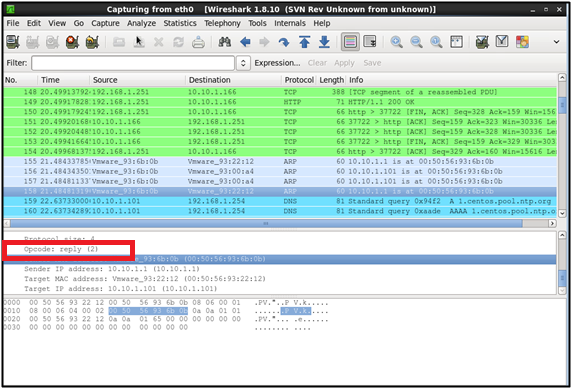 Capturing from eth0 [Wireshark 1.8.10 (SVN Rev Unknown from unknown)]
File Edit View Go Capture Analyze Statistics Telephony Tools Internals Help
Filter: Expression... Clear Apply Save
No. Time Source Destination Protocol Length Info
148 20.49913792 192.168.1.251 10.10.1.166 TCP 388 [TCP segment of a reassembled PDU]
149 20.49917828 192.168.1.251 10.10.1.166 HTTP 71 HTTP/1.1 200 OK
150 20.49917924 192.168.1.251 10.10.1.166 TCP 66 http > 37722 [FIN, ACK] Seq=328 Ack=159 Win=156
151 20.49920168 192.168.1.251 10.10.1.166 TCP 66 37722 > http [ACK] Seq=159 Win=30336 Le
152 20.49920448 192.168.1.251 10.10.1.166 TCP 66 37722 > http [ACK] Seq=159 Ack=328 Win=30336 Le
153 20.49941664 192.168.1.251 10.10.1.166 TCP 66 37722 > http [FIN, ACK] Seq=159 Ack=329 Win=303
154 20.49968137 192.168.1.251 10.10.1.166 TCP 66 http > 37722 [ACK] Seq=329 Ack=160 Win=15616 Le
155 21.48433785 Vmware_93:6b:0b Vmware_93:22:12 ARP 60 10.10.1.1 is at 00:50:56:93:6b:0b
156 21.48434350 Vmware_93:6b:0b Vmware_93:00:a4 ARP 60 10.10.1.101 is at 00:50:56:93:6b:0b
157 21.48481110 Vmware_93:6b:0b Vmware_93:00:a4 ARP 60 10.10.1.101 is at 00:50:56:93:6b:0b
158 Vmware_93:6b:0b Vmware_93:22:12 ARP 60 10.10.1.1 is at 00:50:56:93:6b:0b
159 22.63733000 10.10.1.101 192.168.1.254 DNS 81 Standard query 0x94f2 A 1.centos.pool.ntp.org
160 22.63734289 10.10.1.101 192.168.1.254 DNS 81 Standard query 0xaade AAAA 1.centos.pool.ntp.o
Protocol size: 4
Opcode: reply (2)
_93:6b:0b (00:50:56:93:6b:0b)
Sender IP address: 10.10.1.1 (10.10.1.1)
Target MAC address: Vmware_93:22:12 (00:50:56:93:22:12)
Target IP address: 10.10.1.101 (10.10.1.101)
0000 00 50 56 93 22 12 00 50 56 93 6b 0b 08 06 00 01 .PV."..P V.k.....
0010 08 00 06 04 00 02 00 50 56 93 6b 0b 0a 0a 01 01 .......P V.k.....
0020 00 50 56 93 22 12 0a 0a 01 65 00 00 00 00 00 00 .PV."... .e......
0030 00 00 00 00 00 00 00 00 00 00 00 00 ........ ....